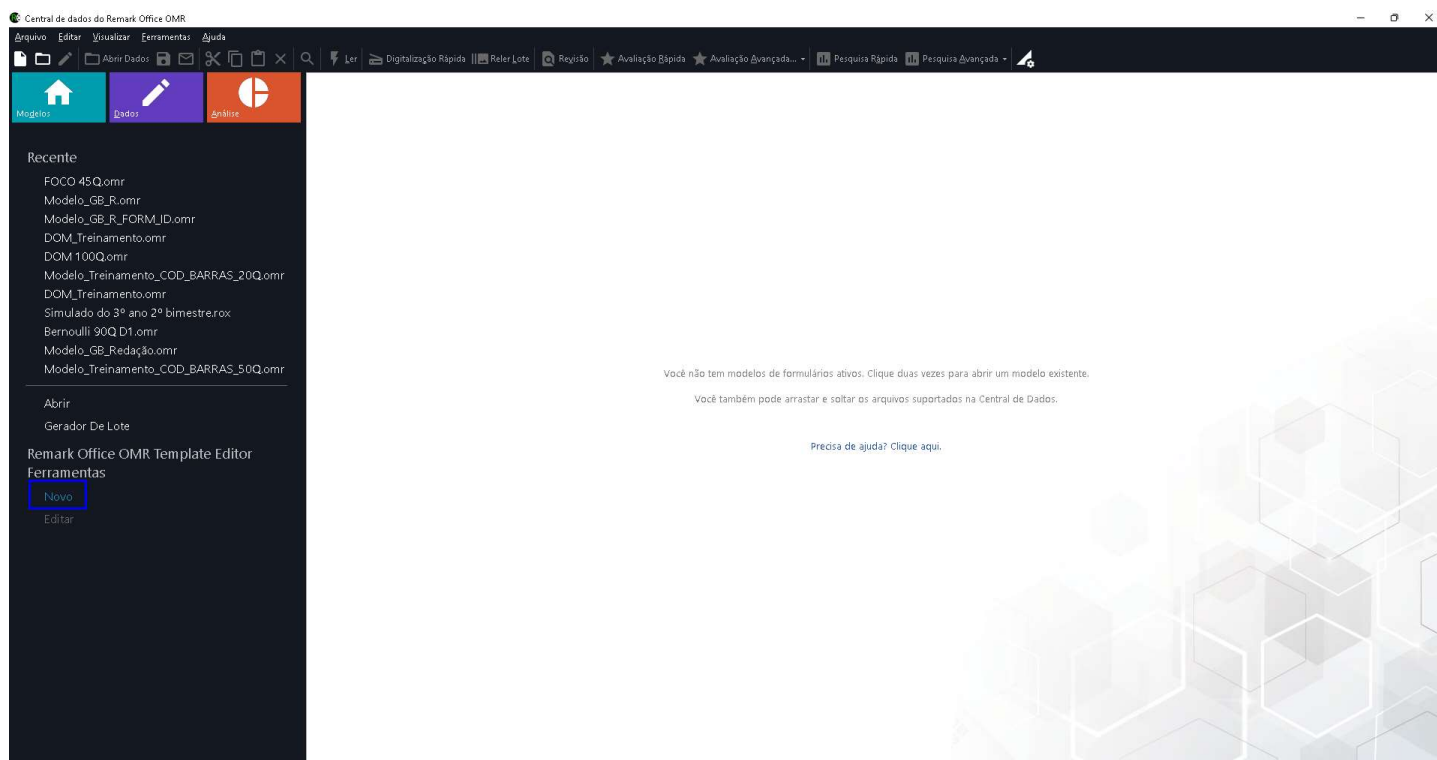 Central de dados do Remark Office OMR
Arquivo Editar Visualizar Ferramentas Ajuda
Abrir Dados Ler Digitalização Rápida Reler Lote Revisão Avaliação Rápida Avaliação Avançada... Pesquisa Rápida Pesquisa Avançada
Modelos Dados Análise
Recente
FOCO 45Q.omr
Modelo_GB_R.omr
Modelo_GB_R_FORM_ID.omr
DOM_Treinamento.omr
DOM 100Q.omr
Modelo_Treinamento_COD_BARRAS_20Q.omr
DOM_Treinamento.omr
Simulado do 3º ano 2º bimestre.rox
Bernoulli 90Q D1.omr
Modelo_GB_Redação.omr
Modelo_Treinamento_COD_BARRAS_50Q.omr
Abrir
Gerador De Lote
Remark Office OMR Template Editor
Ferramentas
Novo
Editar
Você não tem modelos de formulários ativos. Clique duas vezes para abrir um modelo existente.
Você também pode arrastar e soltar os arquivos suportados na Central de Dados.
Precisa de ajuda? Clique aqui.